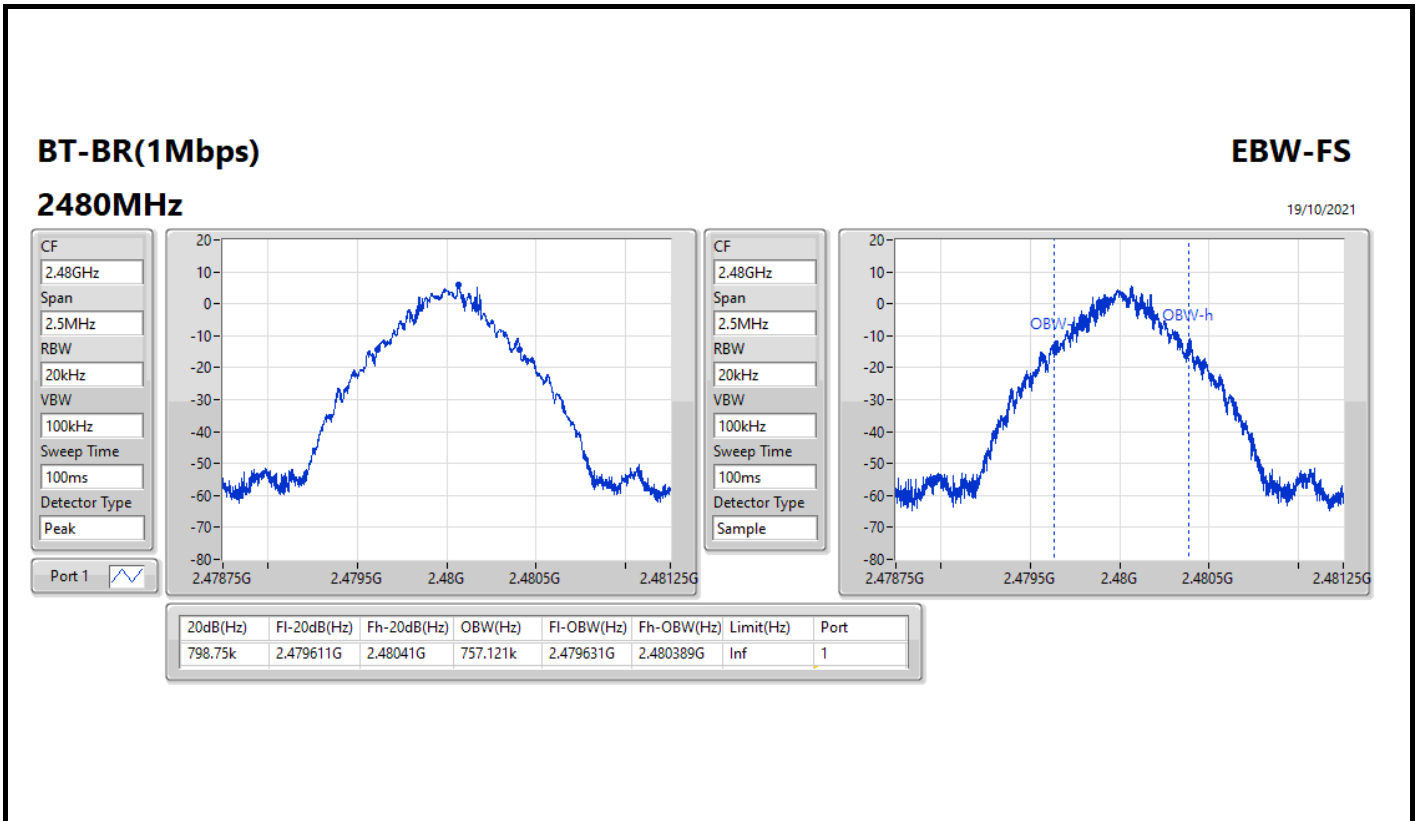 BT-BR(1Mbps)
EBW-FS
2480MHz
19/10/2021
CF
2.48GHz
Span
2.5MHz
RBW
20kHz
VBW
100kHz
Sweep Time
100ms
Detector Type
Peak
Port 1
20
10
0
-10
-20
-30
-40
-50
-60
-70
-80
2.47875G 2.4795G 2.48G 2.4805G 2.48125G
CF
2.48GHz
Span
2.5MHz
RBW
20kHz
VBW
100kHz
Sweep Time
100ms
Detector Type
Sample
20
10
0
-10
-20
-30
-40
-50
-60
-70
-80
OBW-h
2.47875G 2.4795G 2.48G 2.4805G 2.48125G
20dB(Hz) Fl-20dB(Hz) Fh-20dB(Hz) OBW(Hz) Fl-OBW(Hz) Fh-OBW(Hz) Limit(Hz) Port
798.75k 2.479611G 2.48041G 757.121k 2.479631G 2.480389G Inf 1